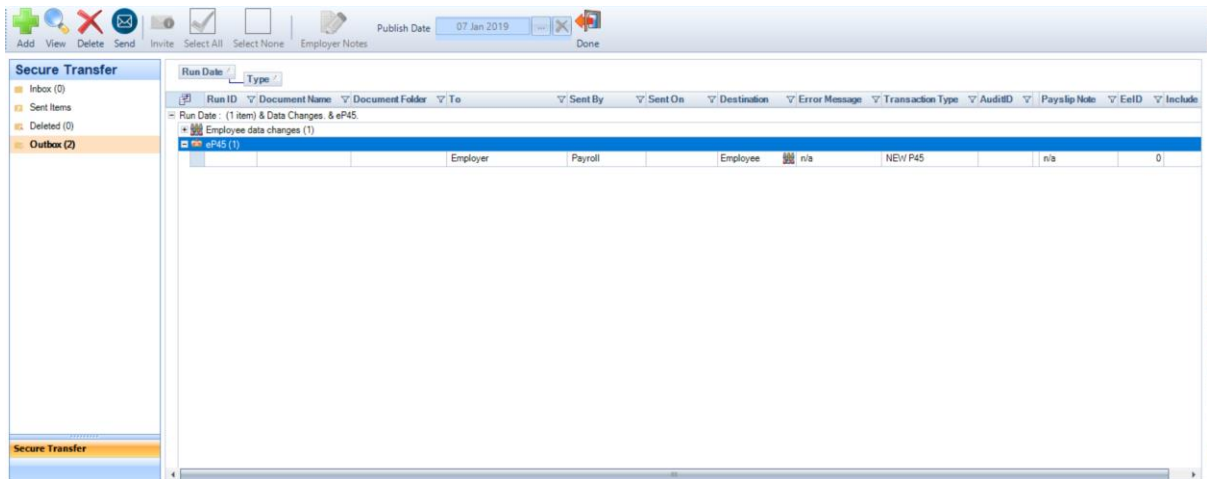 Add View Delete Send Invite Select All Select None Employer Notes Publish Date 07 Jan 2019 ... Done
Secure Transfer
Inbox (0)
Sent Items
Deleted (0)
Outbox (2)
Secure Transfer
Run Date
Type
Run ID Document Name Document Folder To Sent By Sent On Destination Error Message Transaction Type AuditID Payslip Note EeID Include
Run Date : (1 item) & Data Changes. & eP45.
Employee data changes (1)
eP45 (1)
Employer Payroll Employee n/a NEW P45 n/a 0